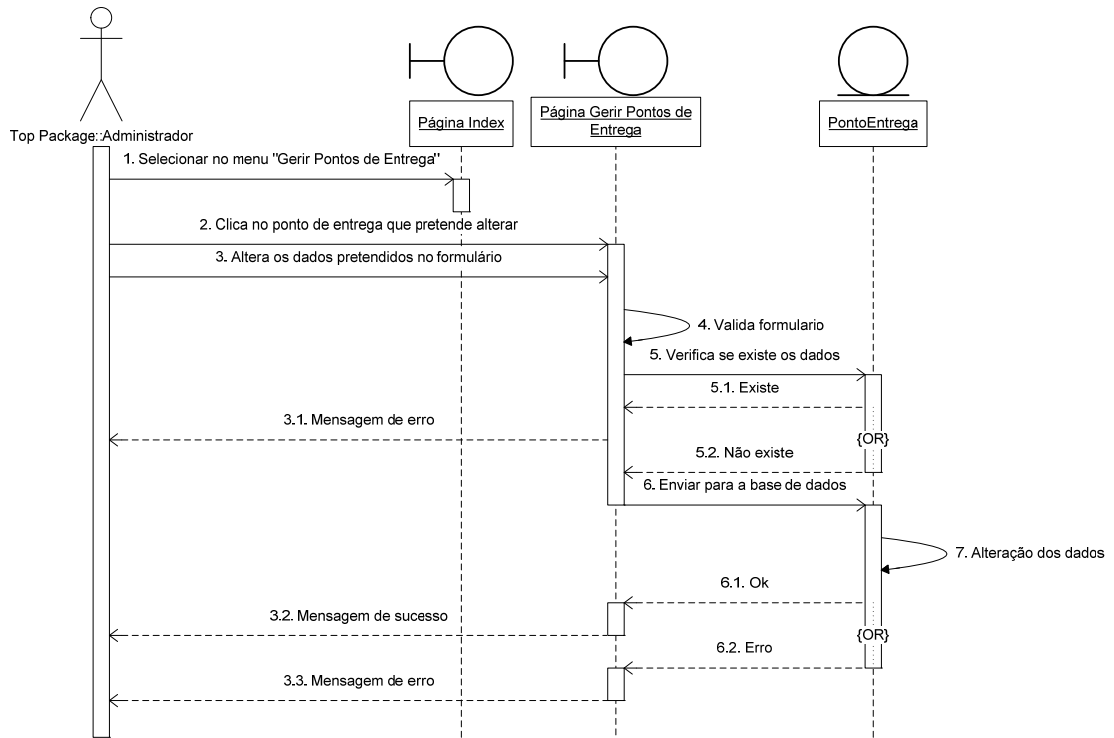 Top Package::Administrador
Página Index
Página Gerir Pontos de
Entrega
PontoEntrega
1. Selecionar no menu "Gerir Pontos de Entrega"
2. Clica no ponto de entrega que pretende alterar
3. Altera os dados pretendidos no formulário
4. Valida formulario
5. Verifica se existe os dados
5.1. Existe
3.1. Mensagem de erro
{OR}
5.2. Não existe
6. Enviar para a base de dados
7. Alteração dos dados
6.1. Ok
3.2. Mensagem de sucesso
{OR}
6.2. Erro
3.3. Mensagem de erro